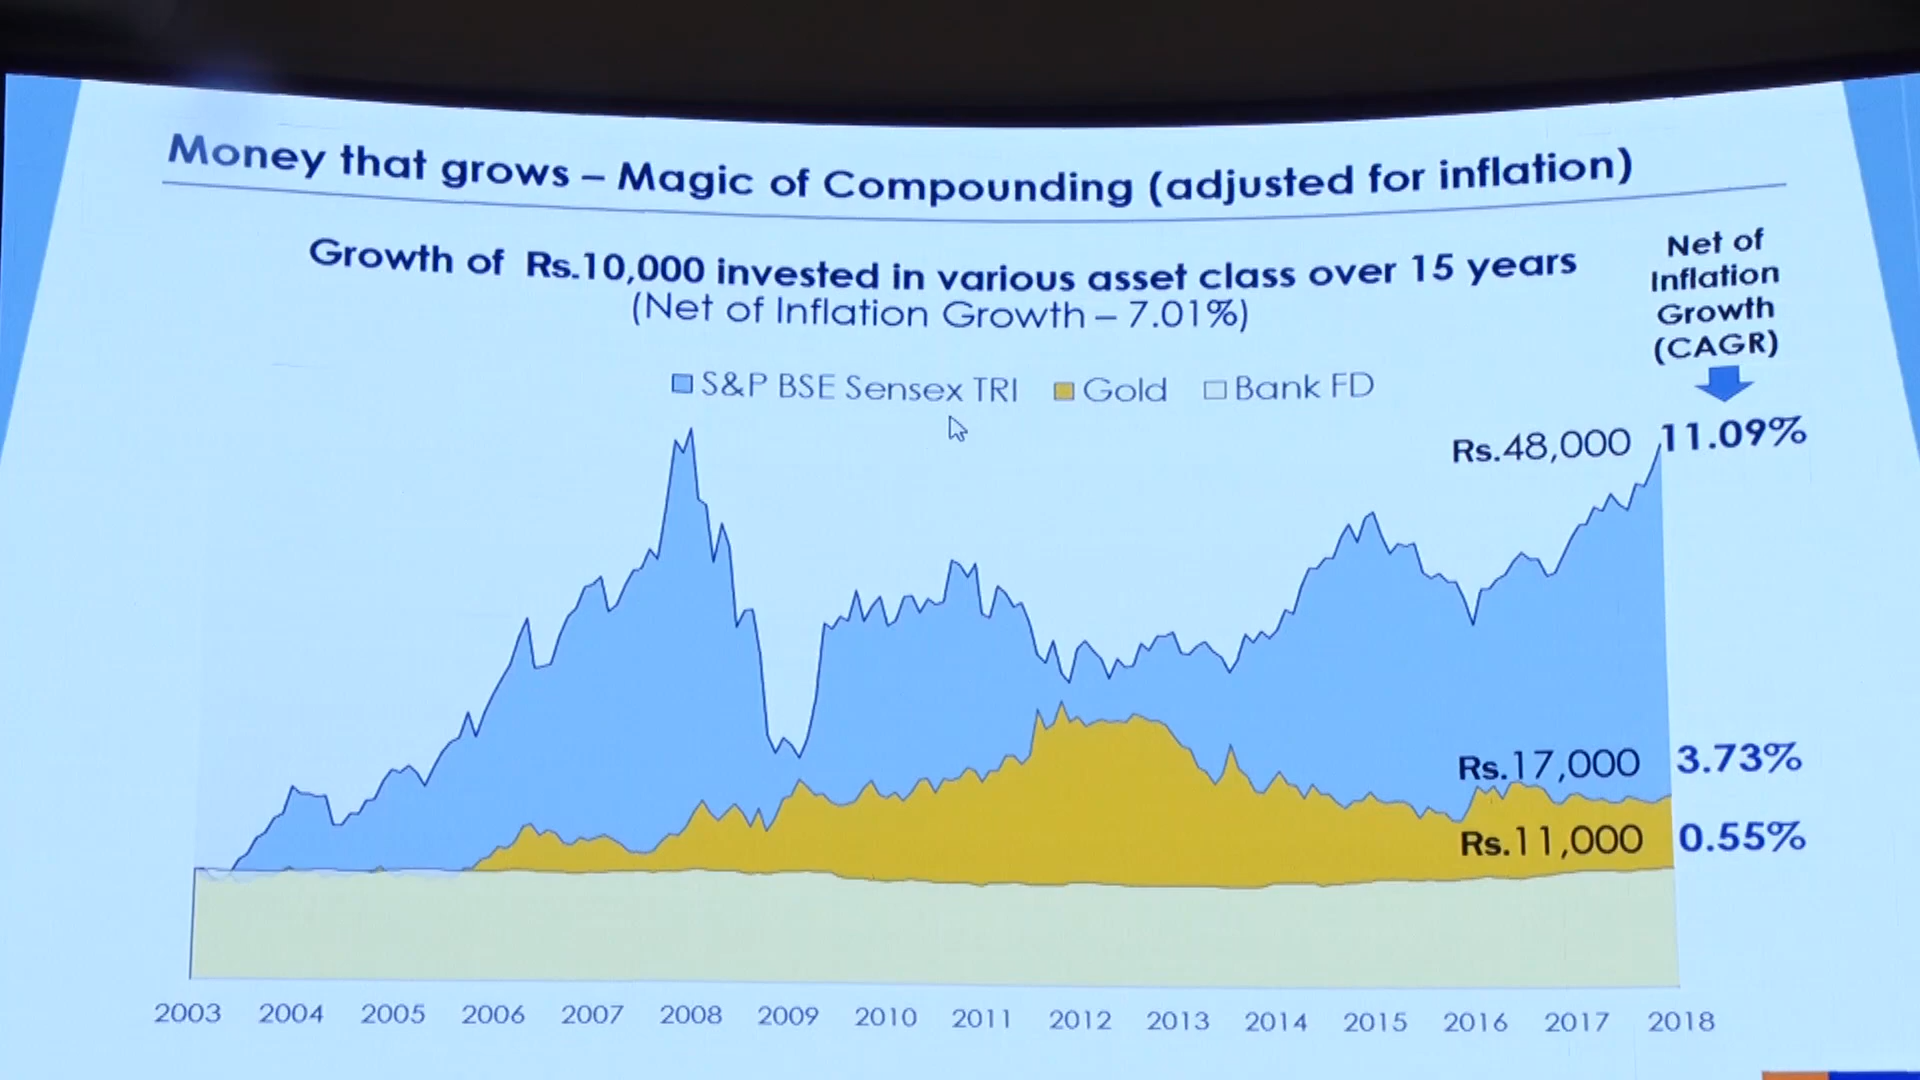 Money that grows – Magic of Compounding (adjusted for inflation)
Growth of Rs.10,000 invested in various asset class over 15 years
(Net of Inflation Growth – 7.01%)
Net of
Inflation
Growth
(CAGR)
S&P BSE Sensex TRI Gold Bank FD
Rs.48,000 11.09%
Rs.17,000 3.73%
Rs.11,000 0.55%
2003 2004 2005 2006 2007 2008 2009 2010 2011 2012 2013 2014 2015 2016 2017 2018